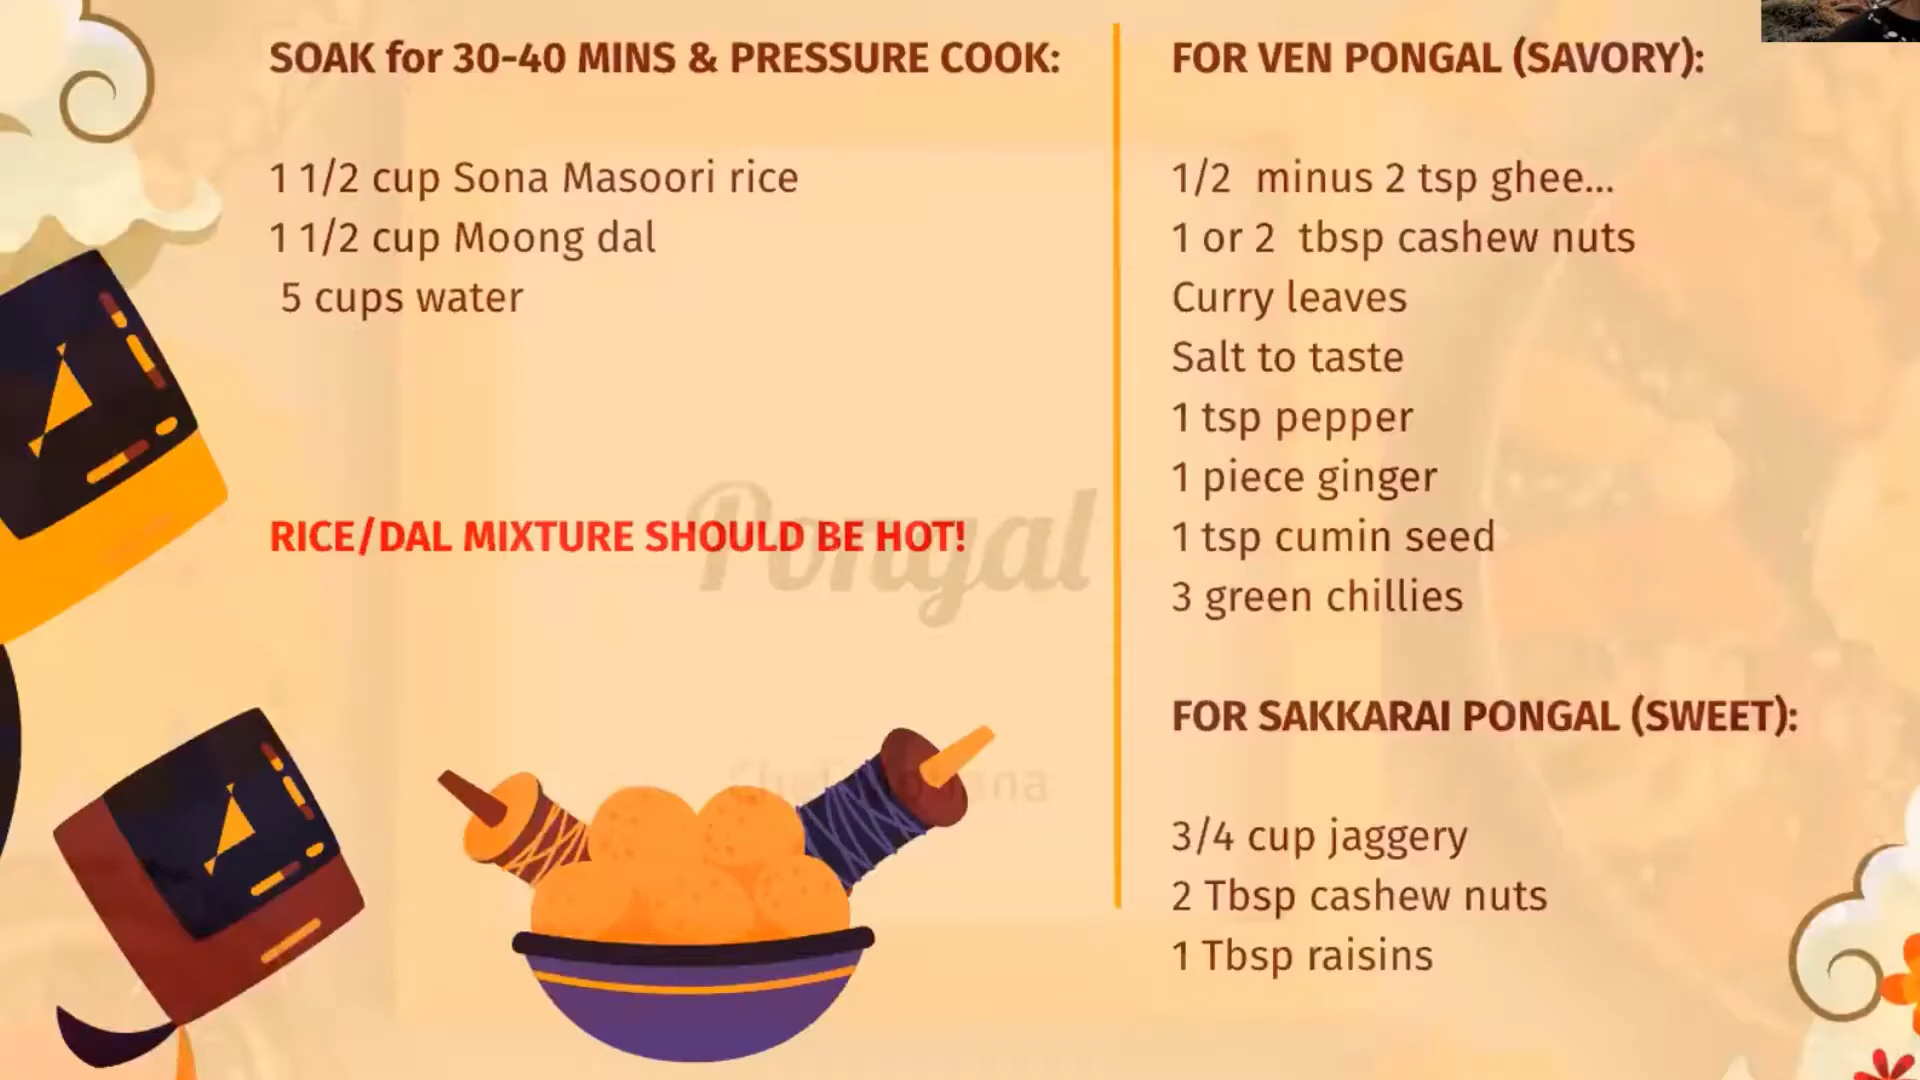 SOAK for 30-40 MINS & PRESSURE COOK:
1 1/2 cup Sona Masoori rice
1 1/2 cup Moong dal
5 cups water
RICE/DAL MIXTURE SHOULD BE HOT!
Pongal
FOR VEN PONGAL (SAVORY):
1/2 minus 2 tsp ghee...
1 or 2 tbsp cashew nuts
Curry leaves
Salt to taste
1 tsp pepper
1 piece ginger
1 tsp cumin seed
3 green chillies
FOR SAKKARAI PONGAL (SWEET):
3/4 cup jaggery
2 Tbsp cashew nuts
1 Tbsp raisins